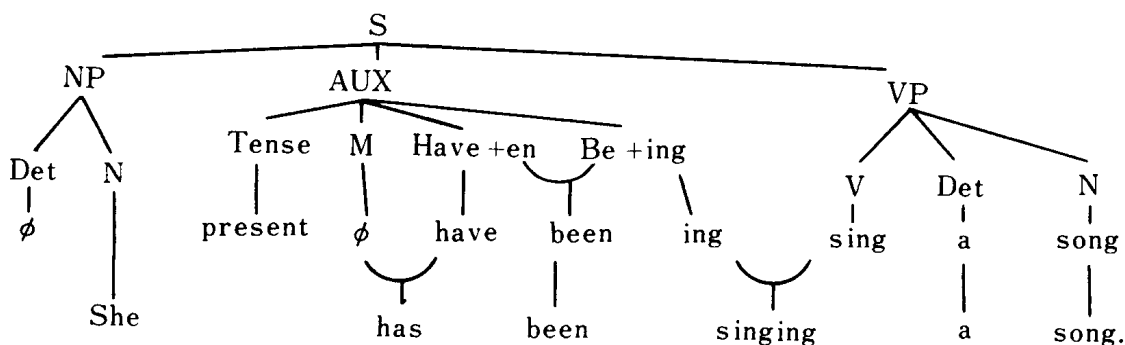 S
NP AUX VP
Tense M Have +en Be +ing
Det N V Det N
ϕ present ϕ have been ing sing a song
She has been singing a song.